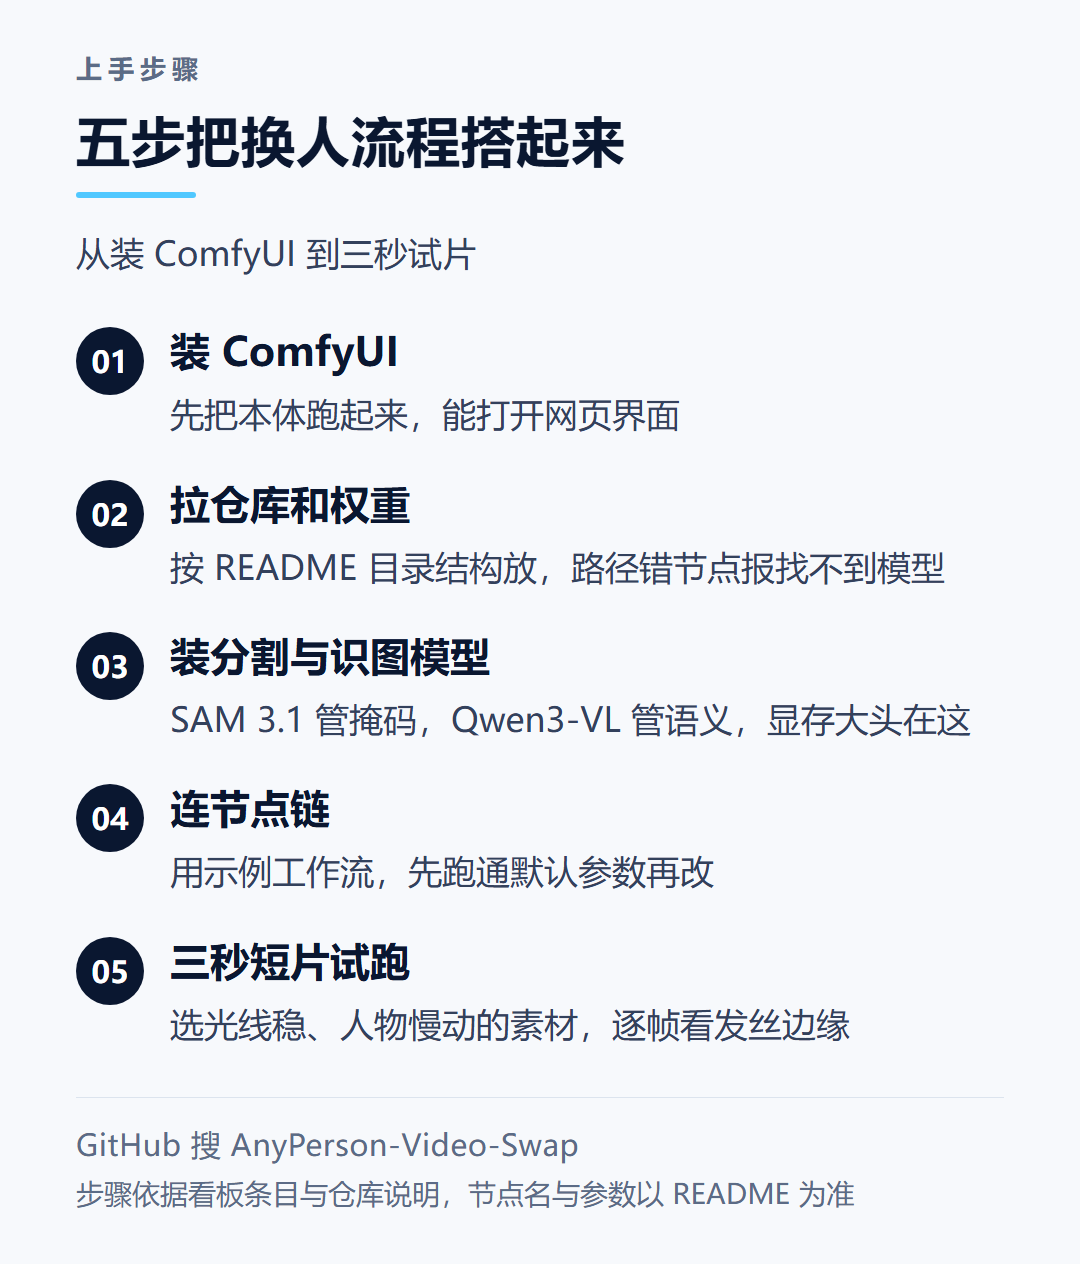 上手步骤
五步把换人流程搭起来
从装 ComfyUI 到三秒试片
01
装 ComfyUI
先把本体跑起来，能打开网页界面
02
拉仓库和权重
按 README 目录结构放，路径错节点报找不到模型
03
装分割与识图模型
SAM 3.1 管掩码，Qwen3-VL 管语义，显存大头在这
04
连节点链
用示例工作流，先跑通默认参数再改
05
三秒短片试跑
选光线稳、人物慢动的素材，逐帧看发丝边缘
GitHub 搜 AnyPerson-Video-Swap
步骤依据看板条目与仓库说明，节点名与参数以 README 为准